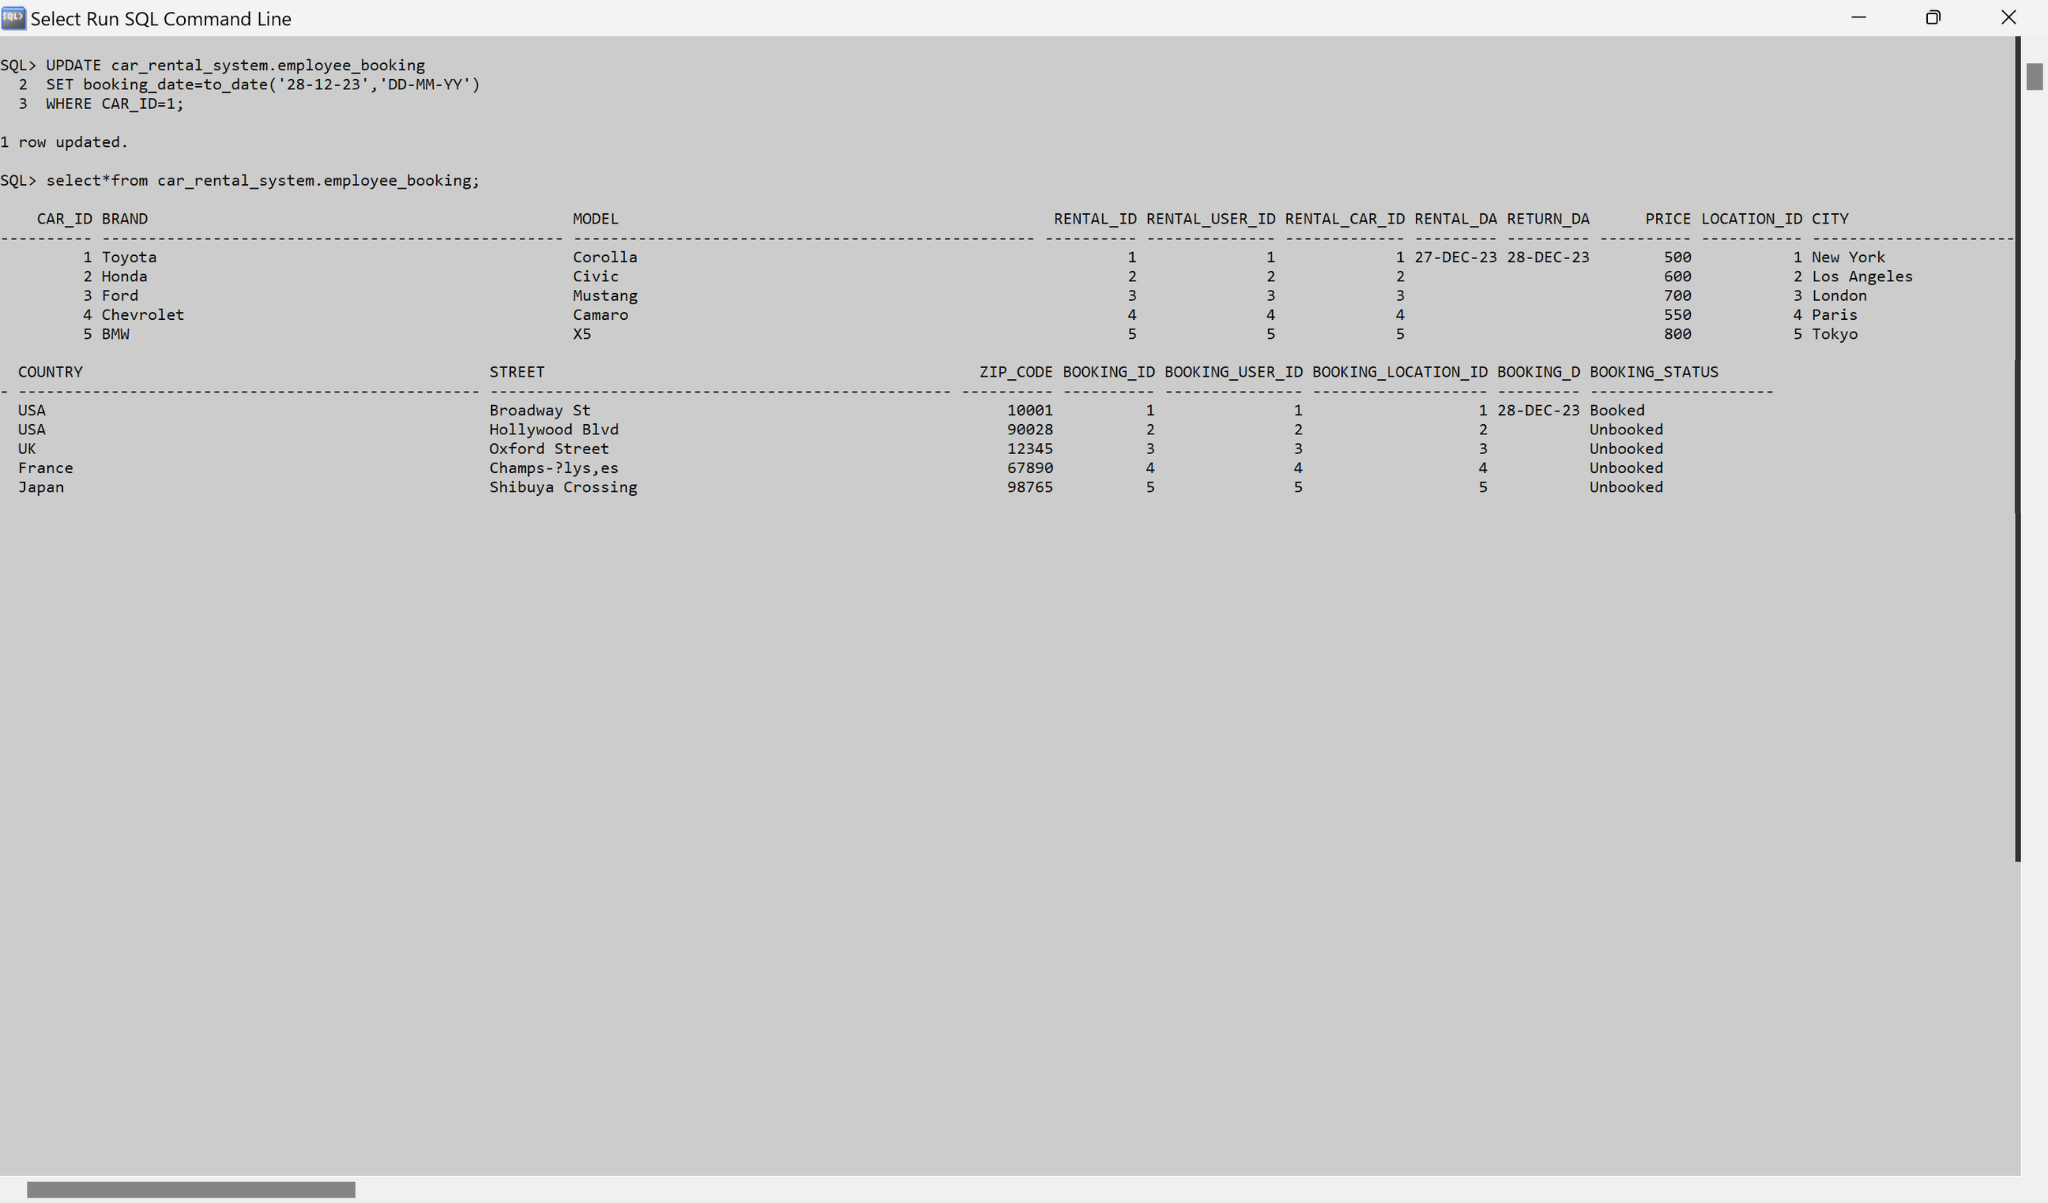 Select Run SQL Command Line
SQL> UPDATE car_rental_system.employee_booking
  2  SET booking_date=to_date('28-12-23','DD-MM-YY')
  3  WHERE CAR_ID=1;
1 row updated.
SQL> select*from car_rental_system.employee_booking;
CAR_ID BRAND MODEL RENTAL_ID RENTAL_USER_ID RENTAL_CAR_ID RENTAL_DA RETURN_DA PRICE LOCATION_ID CITY
1 Toyota Corolla 1 1 1 27-DEC-23 28-DEC-23 500 1 New York
2 Honda Civic 2 2 2 600 2 Los Angeles
3 Ford Mustang 3 3 3 700 3 London
4 Chevrolet Camaro 4 4 4 550 4 Paris
5 BMW X5 5 5 5 800 5 Tokyo
COUNTRY STREET ZIP_CODE BOOKING_ID BOOKING_USER_ID BOOKING_LOCATION_ID BOOKING_D BOOKING_STATUS
USA Broadway St 10001 1 1 1 28-DEC-23 Booked
USA Hollywood Blvd 90028 2 2 2 Unbooked
UK Oxford Street 12345 3 3 3 Unbooked
France Champs-?lys,es 67890 4 4 4 Unbooked
Japan Shibuya Crossing 98765 5 5 5 Unbooked